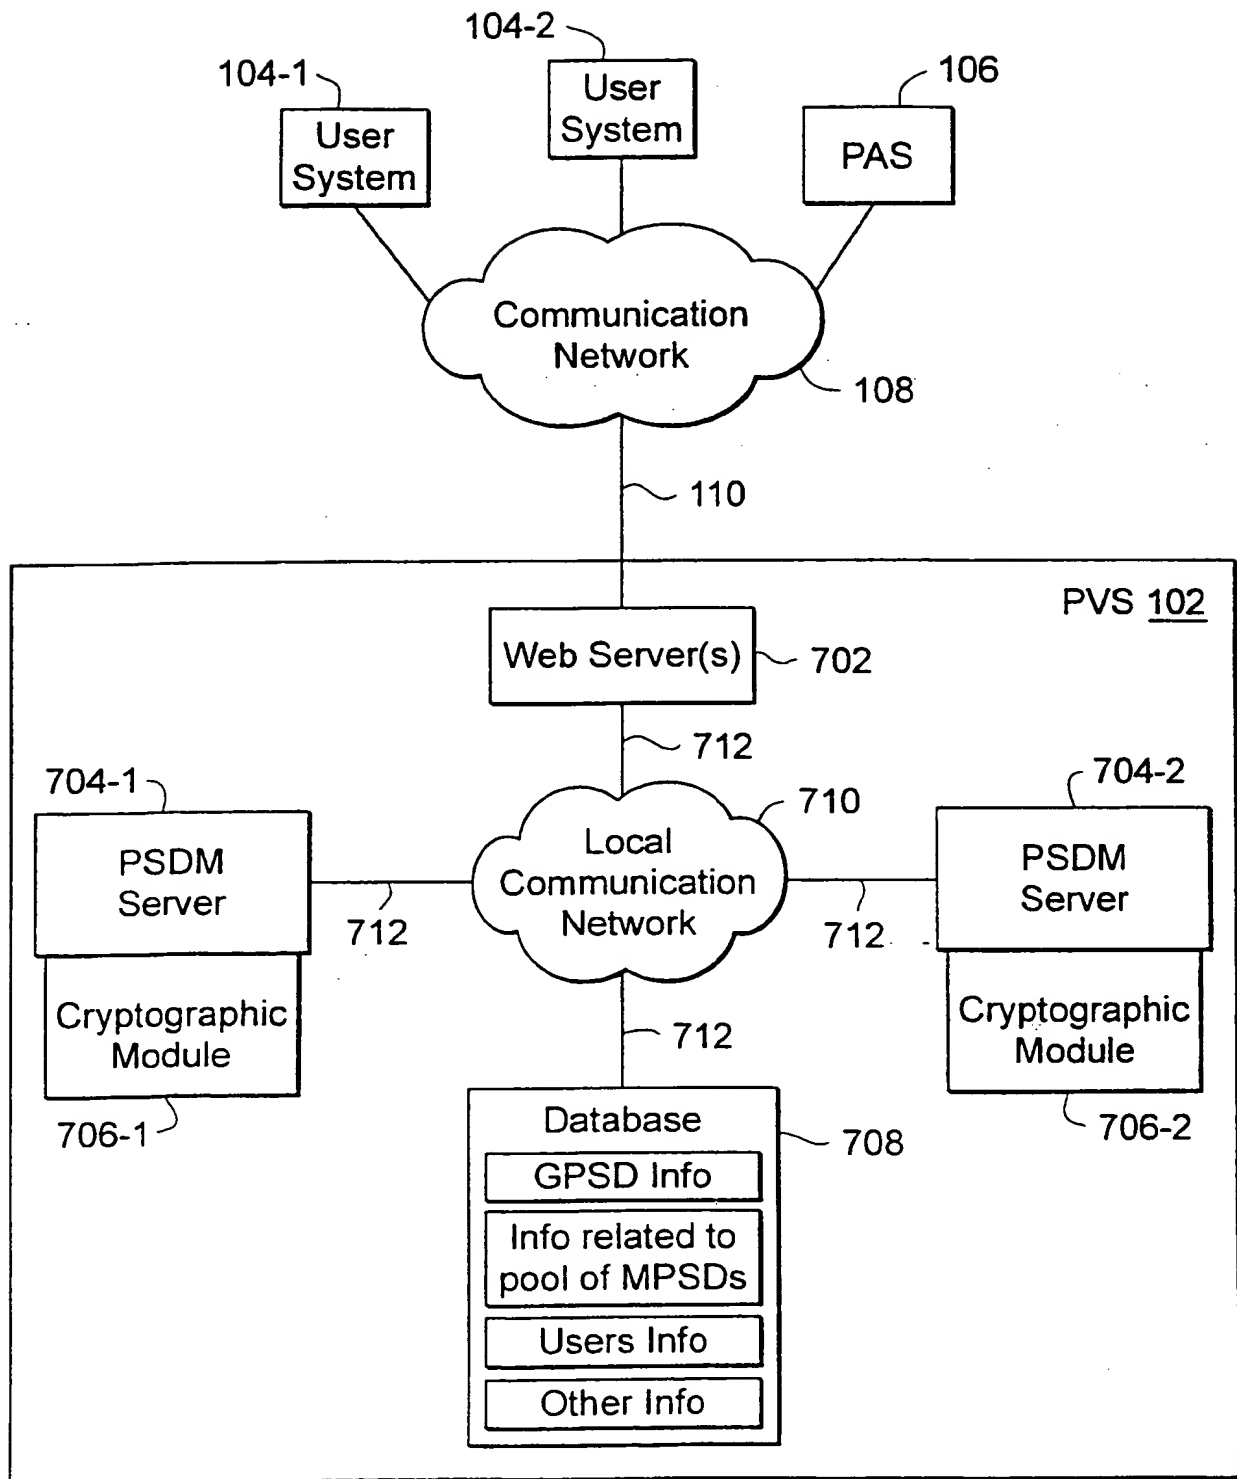 104-2
104-1
106
User
System
User
System
PAS
Communication
Network
108
110
PVS 102
Web Server(s)
702
712
704-1
704-2
710
PSDM
Server
Local
Communication
Network
PSDM
Server
712
712
Cryptographic
Module
Cryptographic
Module
712
706-1
706-2
Database
708
GPSD Info
Info related to
pool of MPSDs
Users Info
Other Info